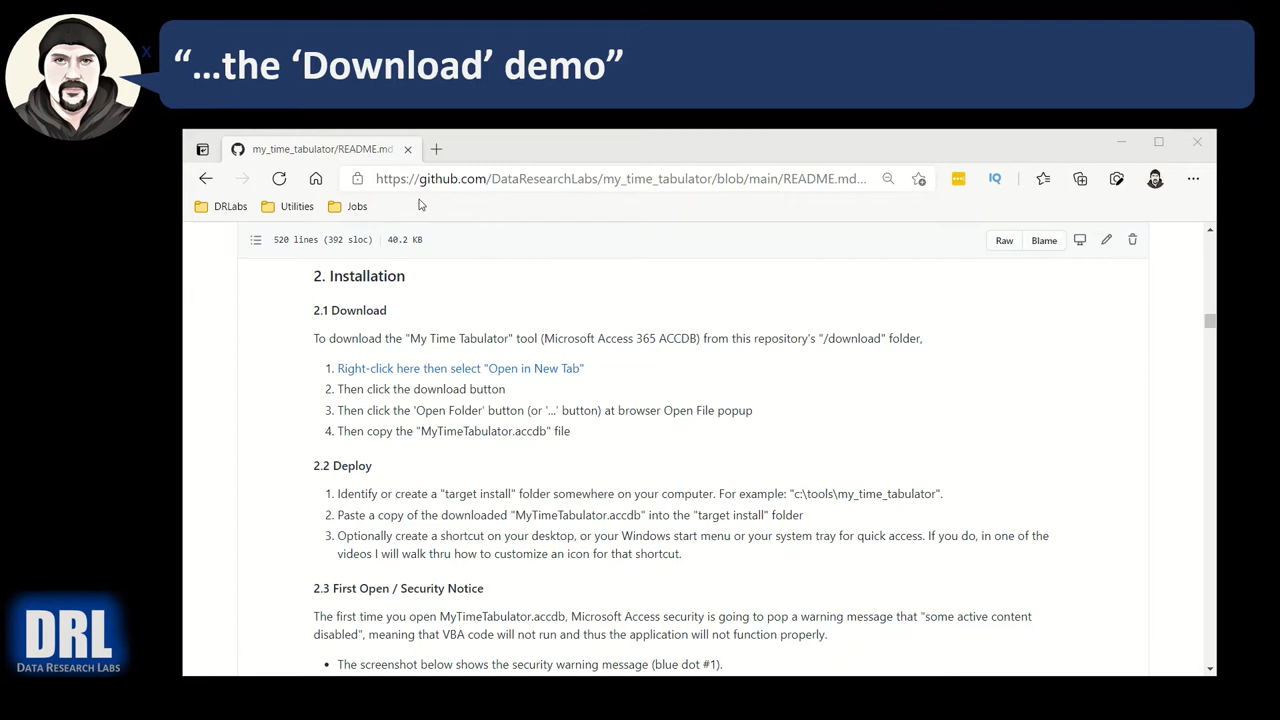 “...the ‘Download’ demo”
x
my_time_tabulator/README.md
https://github.com/DataResearchLabs/my_time_tabulator/blob/main/README.md...
IQ
DRLabs Utilities Jobs
520 lines (392 sloc) 40.2 KB Raw Blame
2. Installation
2.1 Download
To download the "My Time Tabulator" tool (Microsoft Access 365 ACCDB) from this repository's "/download" folder,
1. Right-click here then select "Open in New Tab"
2. Then click the download button
3. Then click the 'Open Folder' button (or '...' button) at browser Open File popup
4. Then copy the "MyTimeTabulator.accdb" file
2.2 Deploy
1. Identify or create a "target install" folder somewhere on your computer. For example: "c:\tools\my_time_tabulator".
2. Paste a copy of the downloaded "MyTimeTabulator.accdb" into the "target install" folder
3. Optionally create a shortcut on your desktop, or your Windows start menu or your system tray for quick access. If you do, in one of the
videos I will walk thru how to customize an icon for that shortcut.
2.3 First Open / Security Notice
The first time you open MyTimeTabulator.accdb, Microsoft Access security is going to pop a warning message that "some active content
disabled", meaning that VBA code will not run and thus the application will not function properly.
• The screenshot below shows the security warning message (blue dot #1).
DRL
DATA RESEARCH LABS